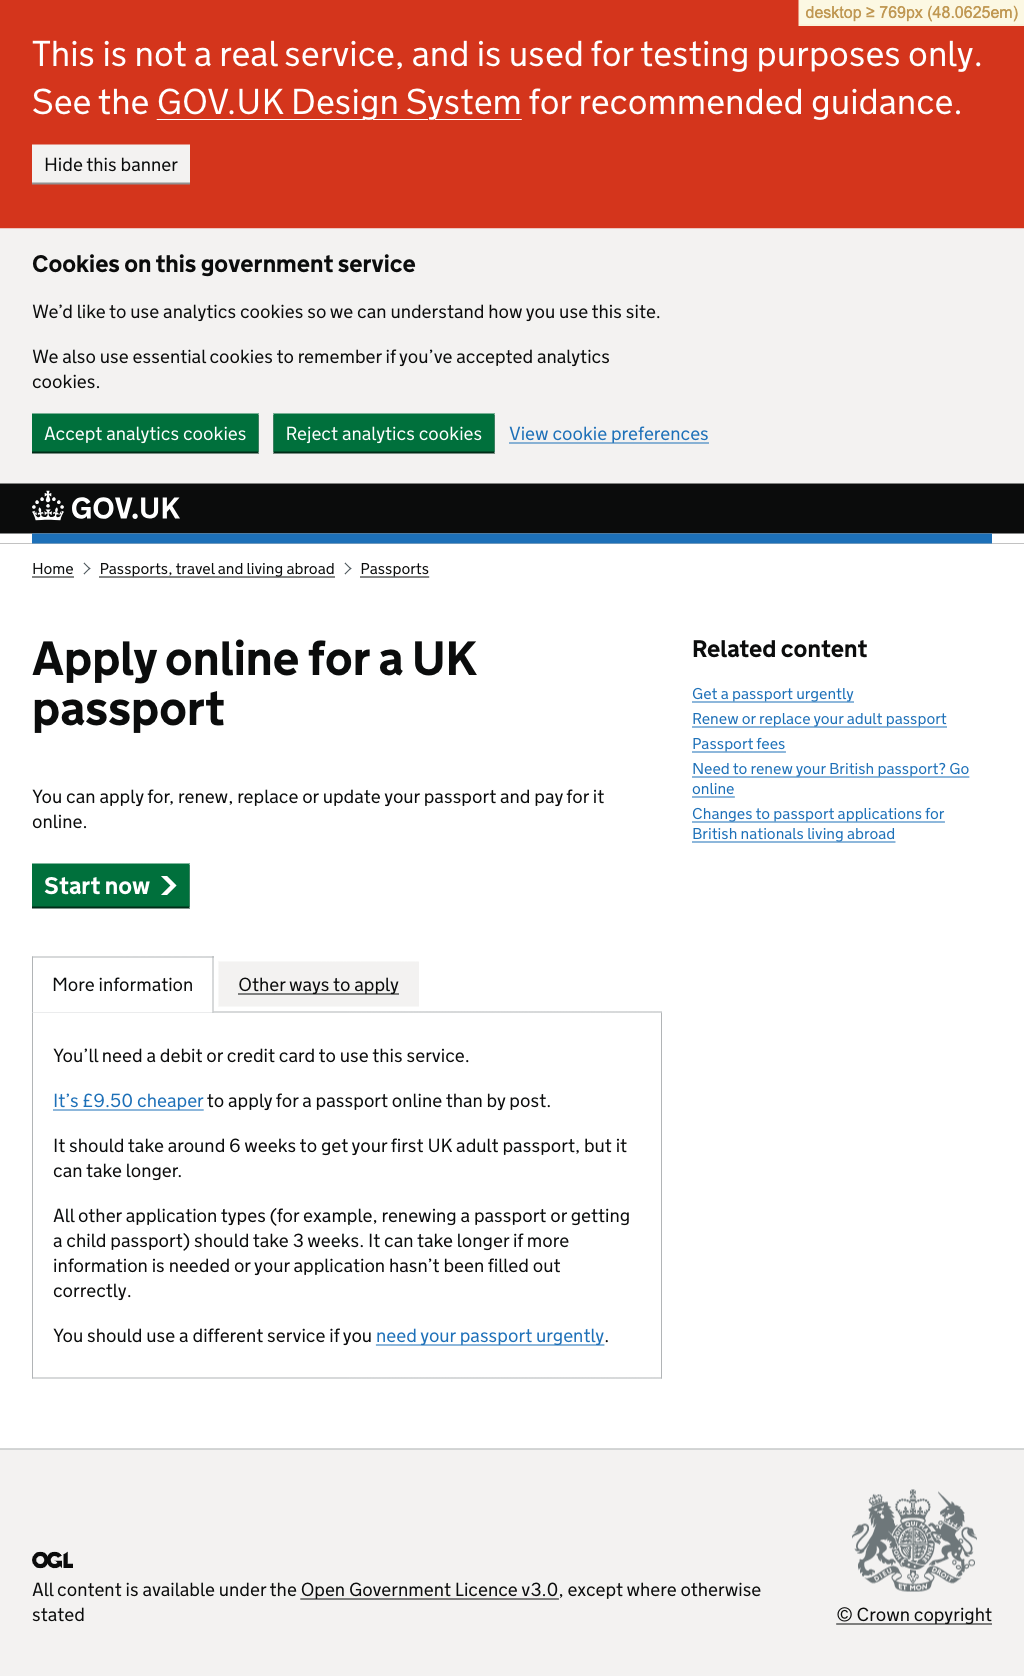 desktop ≥ 769px (48.0625em)
This is not a real service, and is used for testing purposes only.
See the GOV.UK Design System for recommended guidance.
Hide this banner
Cookies on this government service
We’d like to use analytics cookies so we can understand how you use this site.
We also use essential cookies to remember if you’ve accepted analytics
cookies.
Accept analytics cookies
Reject analytics cookies
View cookie preferences
GOV.UK
Home
Passports, travel and living abroad
Passports
Apply online for a UK
passport
You can apply for, renew, replace or update your passport and pay for it
online.
Start now
More information
Other ways to apply
You’ll need a debit or credit card to use this service.
It’s £9.50 cheaper to apply for a passport online than by post.
It should take around 6 weeks to get your first UK adult passport, but it
can take longer.
All other application types (for example, renewing a passport or getting
a child passport) should take 3 weeks. It can take longer if more
information is needed or your application hasn’t been filled out
correctly.
You should use a different service if you need your passport urgently.
Related content
Get a passport urgently
Renew or replace your adult passport
Passport fees
Need to renew your British passport? Go
online
Changes to passport applications for
British nationals living abroad
OGL
All content is available under the Open Government Licence v3.0, except where otherwise
stated
DIEU ET MON DROIT
© Crown copyright